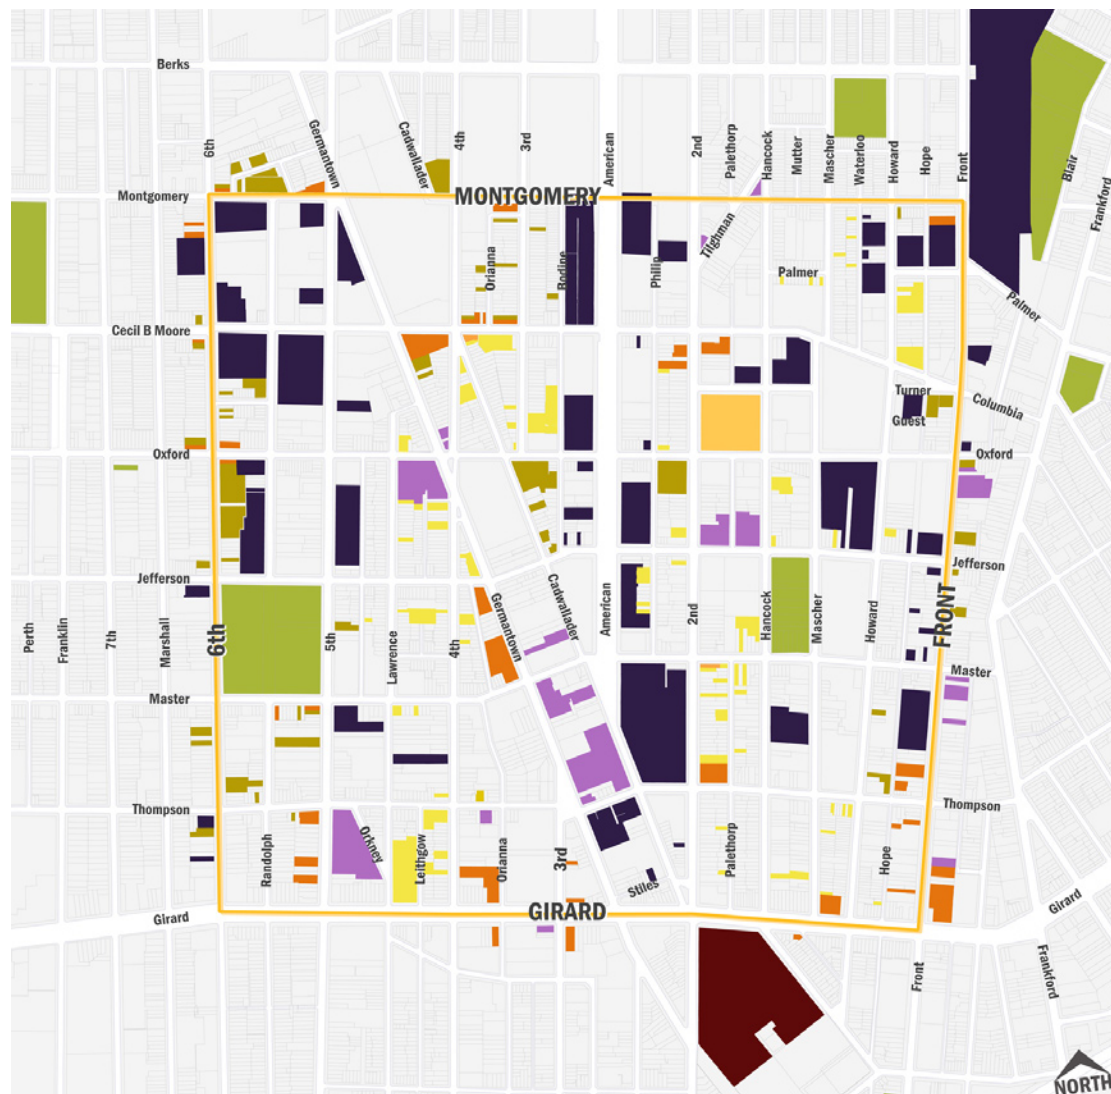 Berks
6th
Germantown
Cadwallader
4th
3rd
American
2nd
Palethorp
Hancock
Mutter
Mascher
Waterloo
Howard
Hope
Front
Blair
Frankford
Montgomery
MONTGOMERY
Tilghman
Orianna
Bodine
Philip
Palmer
Palmer
Cecil B Moore
Turner
Guest
Columbia
Oxford
Oxford
Jefferson
Jefferson
Perth
Franklin
7th
Marshall
6th
5th
Lawrence
4th
Germantown
Cadwallader
American
2nd
Hancock
Mascher
Howard
FRONT
Master
Master
Thompson
Thompson
Randolph
Orkney
Leithgow
Orianna
3rd
Stiles
Palethorp
Hope
Girard
GIRARD
Girard
Front
Frankford
NORTH